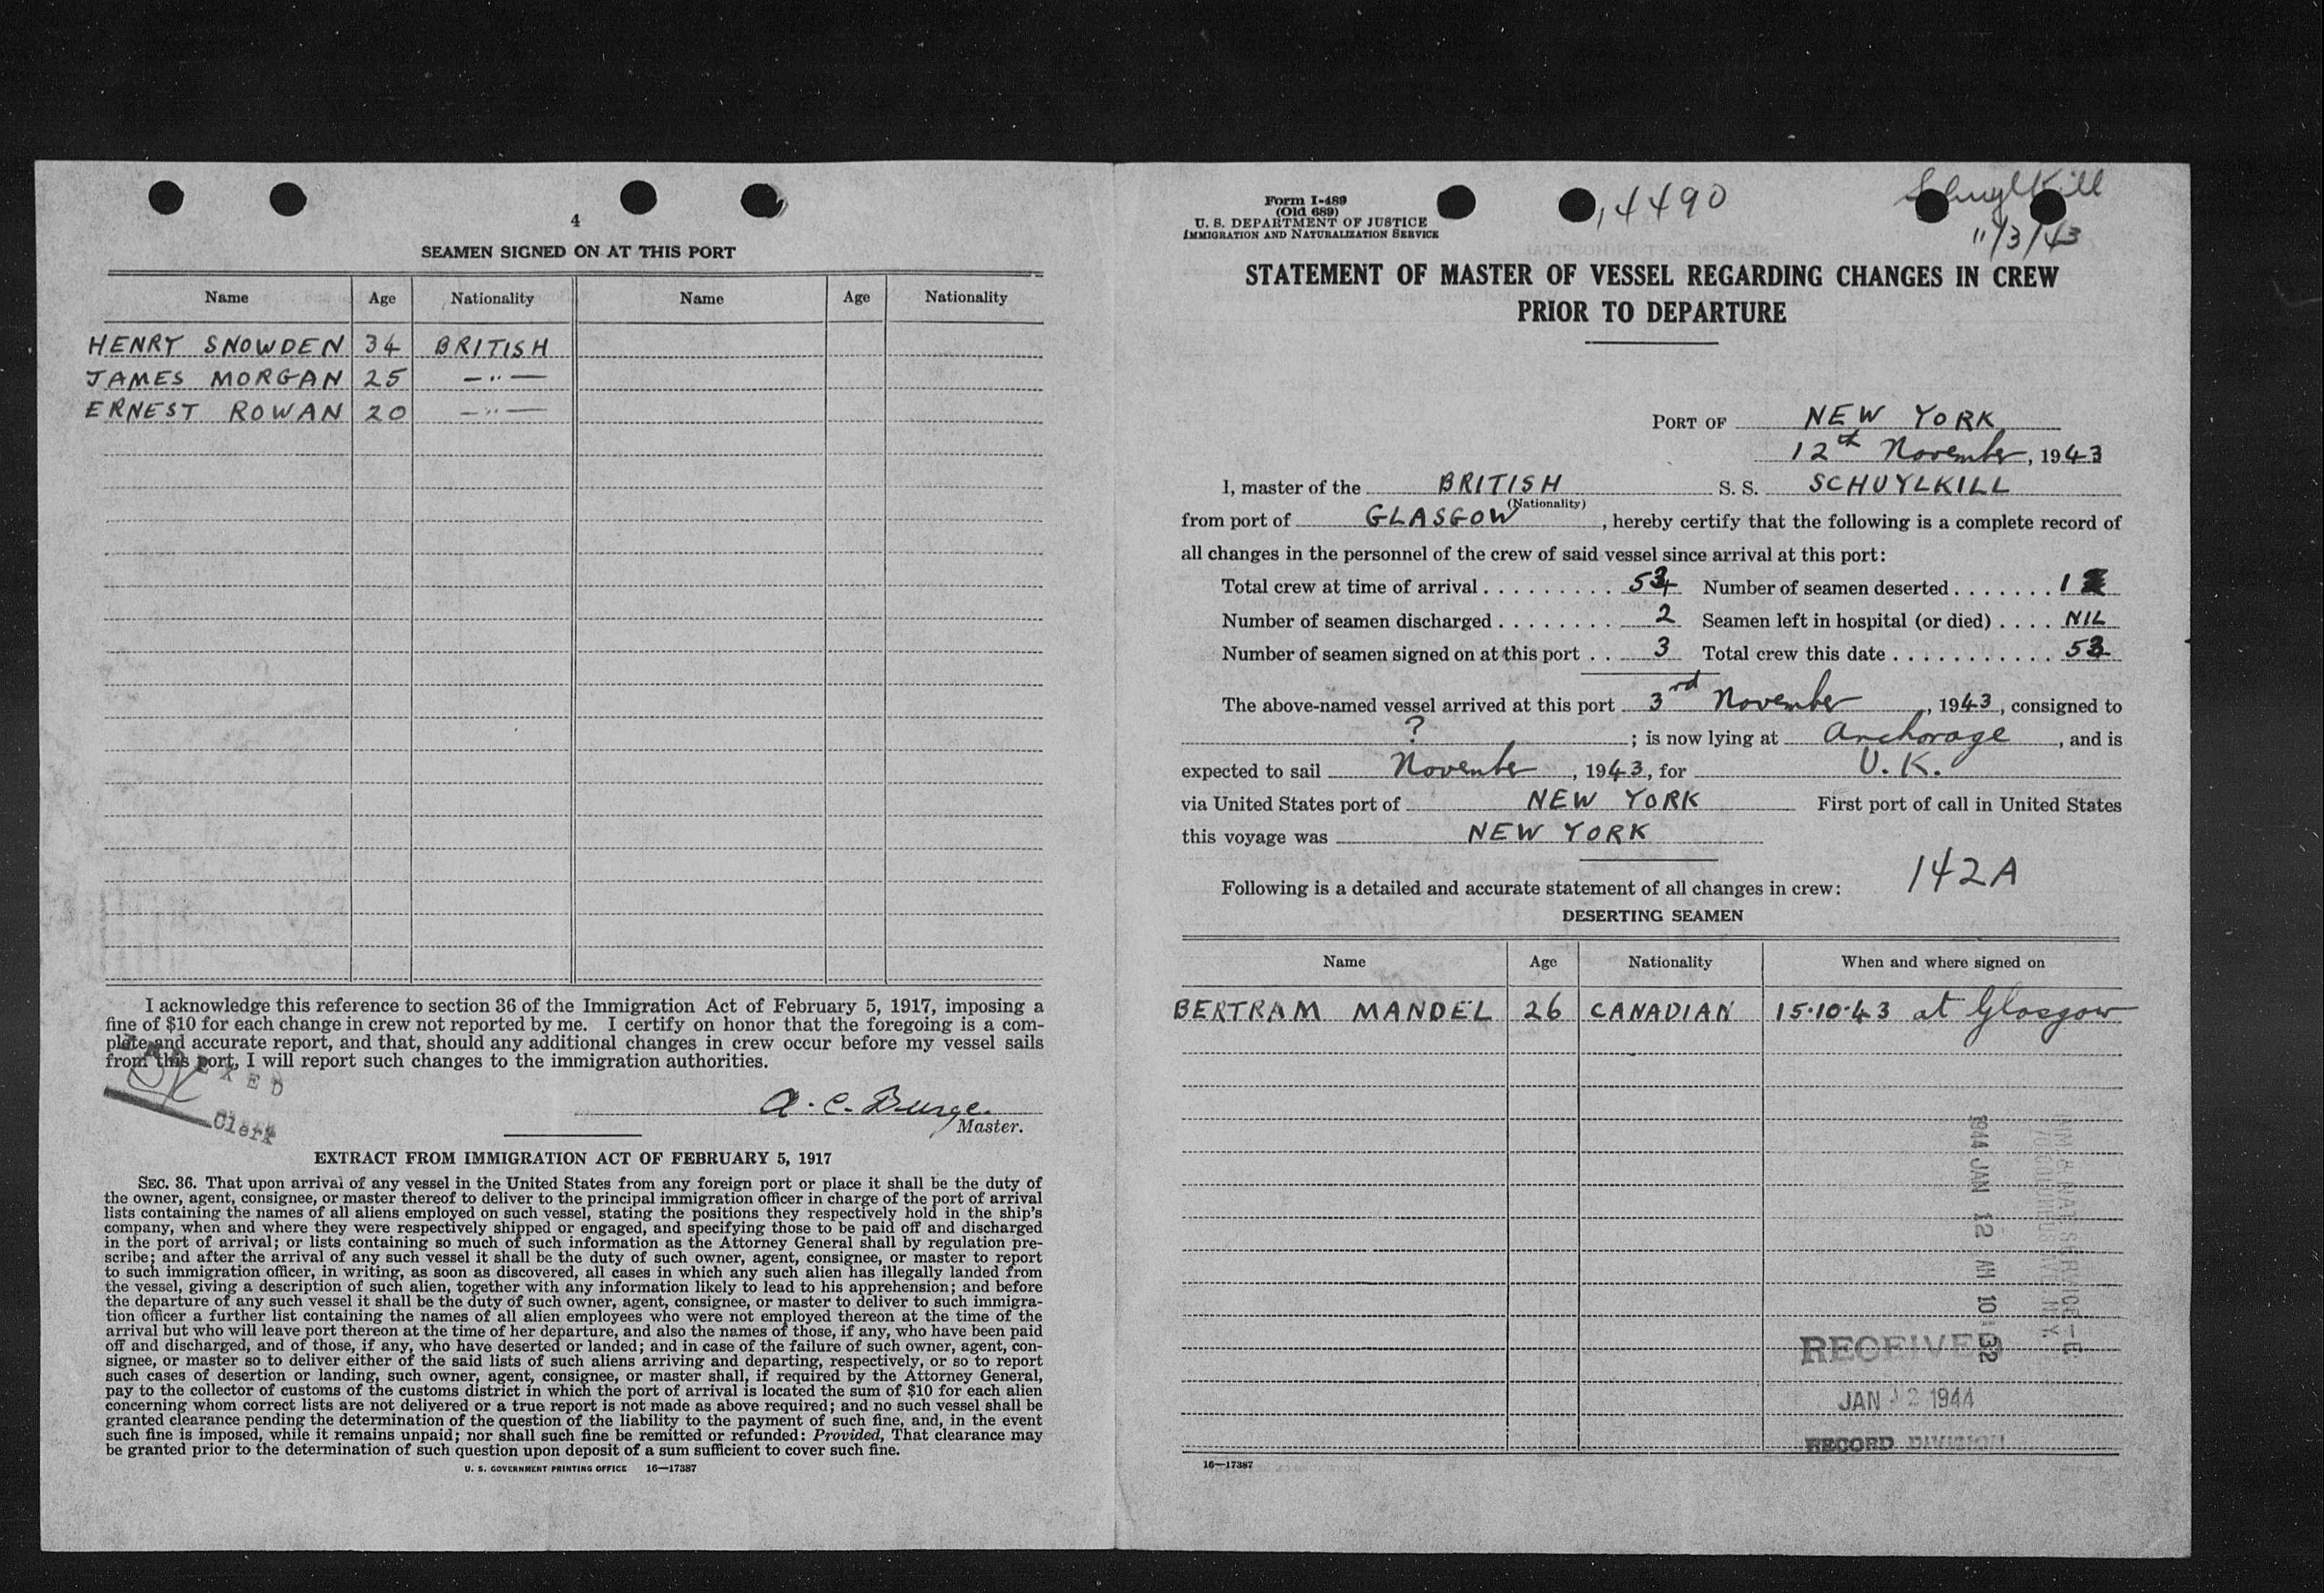 4
SEAMEN SIGNED ON AT THIS PORT
Name Age Nationality Name Age Nationality
HENRY SNOWDEN 34 BRITISH
JAMES MORGAN 25 — " —
ERNEST ROWAN 20 — " —
I acknowledge this reference to section 36 of the Immigration Act of February 5, 1917, imposing a
fine of $10 for each change in crew not reported by me. I certify on honor that the foregoing is a com-
plete and accurate report, and that, should any additional changes in crew occur before my vessel sails
from this port, I will report such changes to the immigration authorities.
Clerk
A. C. Burge.
Master.
EXTRACT FROM IMMIGRATION ACT OF FEBRUARY 5, 1917
SEC. 36. That upon arrival of any vessel in the United States from any foreign port or place it shall be the duty of
the owner, agent, consignee, or master thereof to deliver to the principal immigration officer in charge of the port of arrival
lists containing the names of all aliens employed on such vessel, stating the positions they respectively hold in the ship's
company, when and where they were respectively shipped or engaged, and specifying those to be paid off and discharged
in the port of arrival; or lists containing so much of such information as the Attorney General shall by regulation pre-
scribe; and after the arrival of any such vessel it shall be the duty of such owner, agent, consignee, or master to report
to such immigration officer, in writing, as soon as discovered, all cases in which any such alien has illegally landed from
the vessel, giving a description of such alien, together with any information likely to lead to his apprehension; and before
the departure of any such vessel it shall be the duty of such owner, agent, consignee, or master to deliver to such immigra-
tion officer a further list containing the names of all alien employees who were not employed thereon at the time of the
arrival but who will leave port thereon at the time of her departure, and also the names of those, if any, who have been paid
off and discharged, and of those, if any, who have deserted or landed; and in case of the failure of such owner, agent, con-
signee, or master so to deliver either of the said lists of such aliens arriving and departing, respectively, or so to report
such cases of desertion or landing, such owner, agent, consignee, or master shall, if required by the Attorney General,
pay to the collector of customs of the customs district in which the port of arrival is located the sum of $10 for each alien
concerning whom correct lists are not delivered or a true report is not made as above required; and no such vessel shall be
granted clearance pending the determination of the question of the liability to the payment of such fine, and, in the event
such fine is imposed, while it remains unpaid; nor shall such fine be remitted or refunded: Provided, That clearance may
be granted prior to the determination of such question upon deposit of a sum sufficient to cover such fine.
U. S. GOVERNMENT PRINTING OFFICE 16—17387
Form I-489
(Old 689)
U. S. DEPARTMENT OF JUSTICE
IMMIGRATION AND NATURALIZATION SERVICE
4490
Schuylkill
11/3/43
STATEMENT OF MASTER OF VESSEL REGARDING CHANGES IN CREW
PRIOR TO DEPARTURE
PORT OF NEW YORK
12th November, 1943
I, master of the BRITISH S. S. SCHUYLKILL
(Nationality)
from port of GLASGOW, hereby certify that the following is a complete record of
all changes in the personnel of the crew of said vessel since arrival at this port:
Total crew at time of arrival . . . . . . . . . Number of seamen deserted . . . . . . . 1
Number of seamen discharged . . . . . . . . 2 Seamen left in hospital (or died) . . . . NIL
Number of seamen signed on at this port . . 3 Total crew this date . . . . . . . . . . .
The above-named vessel arrived at this port 3rd November, 1943, consigned to
? ; is now lying at Anchorage, and is
expected to sail November, 1943, for U. K.
via United States port of NEW YORK First port of call in United States
this voyage was NEW YORK
Following is a detailed and accurate statement of all changes in crew: 142A
DESERTING SEAMEN
Name Age Nationality When and where signed on
BERTRAM MANDEL 26 CANADIAN 15·10·43 at Glasgow
1944 JAN 12 AM 10 32
RECEIVED
JAN 12 1944
RECORD DIVISION
16—17387